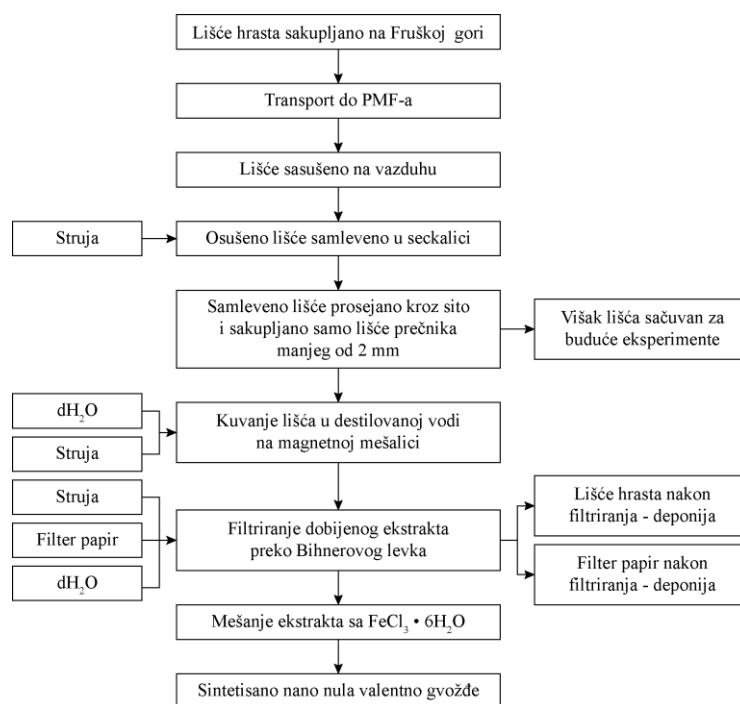 Lišće hrasta sakupljano na Fruškoj gori
Transport do PMF-a
Lišće sasušeno na vazduhu
Struja
Osušeno lišće samleveno u seckalici
Samleveno lišće prosejano kroz sito
i sakupljano samo lišće prečnika
manjeg od 2 mm
Višak lišća sačuvan za
buduće eksperimente
dH₂O
Struja
Kuvanje lišća u destilovanoj vodi
na magnetnoj mešalici
Struja
Filter papir
dH₂O
Filtriranje dobijenog ekstrakta
preko Bihnerovog levka
Lišće hrasta nakon
filtriranja - deponija
Filter papir nakon
filtriranja - deponija
Mešanje ekstrakta sa FeCl₃ • 6H₂O
Sintetisano nano nula valentno gvožđe